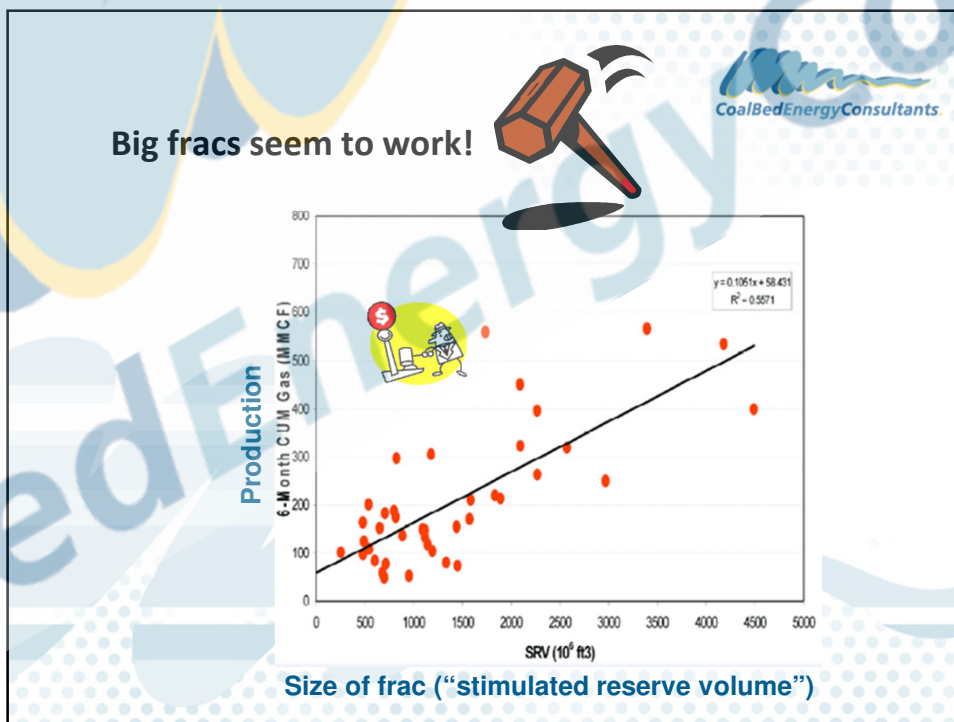 CoalBedEnergyConsultants.
Big fracs seem to work!
800
700
600
500
400
300
200
100
0
Production
6-Month CUM Gas (MMCF)
$
y = 0.1051x + 58.431
R² = 0.5571
0 500 1000 1500 2000 2500 3000 3500 4000 4500 5000
SRV (10⁶ ft3)
Size of frac (“stimulated reserve volume”)
edEnergyCo